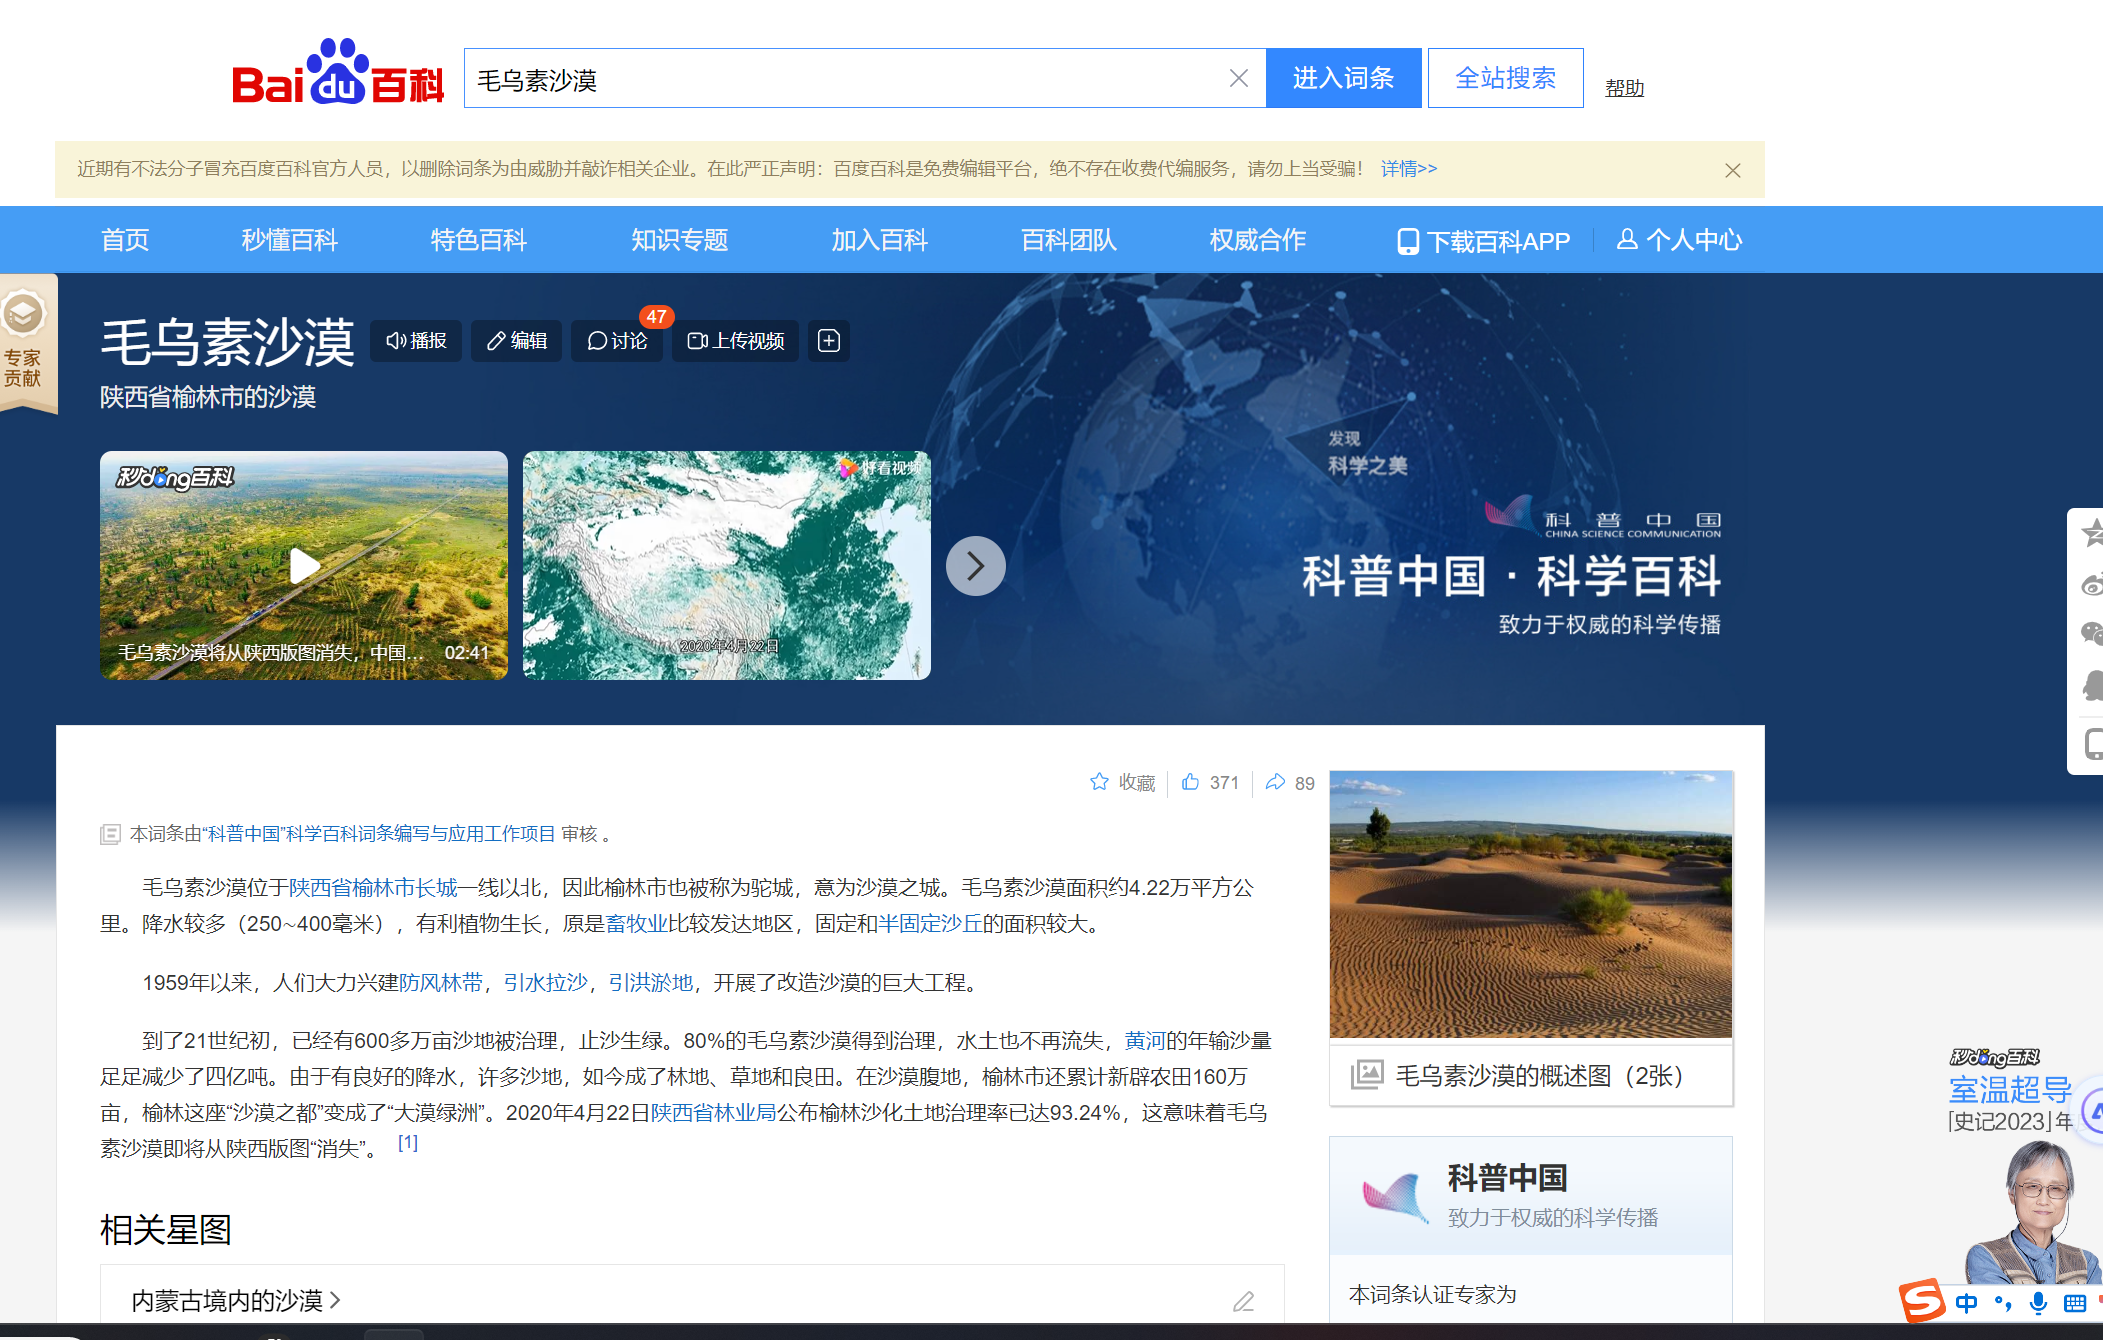 Baidu百科
毛乌素沙漠
进入词条
全站搜索
帮助
近期有不法分子冒充百度百科官方人员，以删除词条为由威胁并敲诈相关企业。在此严正声明：百度百科是免费编辑平台，绝不存在收费代编服务，请勿上当受骗！ 详情>>
首页 秒懂百科 特色百科 知识专题 加入百科 百科团队 权威合作 下载百科APP 个人中心
专家
贡献
毛乌素沙漠
播报 编辑 讨论 47 上传视频
陕西省榆林市的沙漠
秒dong百科
毛乌素沙漠将从陕西版图消失，中国... 02:41
好看视频
2020年4月22日
发现
科学之美
科普中国
CHINA SCIENCE COMMUNICATION
科普中国 · 科学百科
致力于权威的科学传播
收藏 371 89
本词条由“科普中国”科学百科词条编写与应用工作项目 审核 。
毛乌素沙漠位于陕西省榆林市长城一线以北，因此榆林市也被称为驼城，意为沙漠之城。毛乌素沙漠面积约4.22万平方公
里。降水较多（250~400毫米），有利植物生长，原是畜牧业比较发达地区，固定和半固定沙丘的面积较大。
1959年以来，人们大力兴建防风林带，引水拉沙，引洪淤地，开展了改造沙漠的巨大工程。
到了21世纪初，已经有600多万亩沙地被治理，止沙生绿。80%的毛乌素沙漠得到治理，水土也不再流失，黄河的年输沙量
足足减少了四亿吨。由于有良好的降水，许多沙地，如今成了林地、草地和良田。在沙漠腹地，榆林市还累计新辟农田160万
亩，榆林这座“沙漠之都”变成了“大漠绿洲”。2020年4月22日陕西省林业局公布榆林沙化土地治理率已达93.24%，这意味着毛乌
素沙漠即将从陕西版图“消失”。 [1]
相关星图
内蒙古境内的沙漠
毛乌素沙漠的概述图（2张）
科普中国
致力于权威的科学传播
本词条认证专家为
秒dong百科
室温超导
「史记2023」年
中